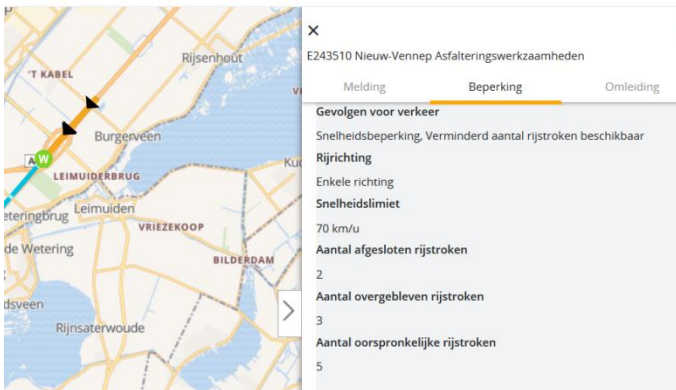 ×
E243510 Nieuw-Vennep Asfalteringswerkzaamheden
Melding Beperking Omleiding
Gevolgen voor verkeer
Snelheidsbeperking, Verminderd aantal rijstroken beschikbaar
Rijrichting
Enkele richting
Snelheidslimiet
70 km/u
Aantal afgesloten rijstroken
2
Aantal overgebleven rijstroken
3
Aantal oorspronkelijke rijstroken
5
Rijsenhout
'T KABEL
Burgerveen
A
W
LEIMUIDERBRUG
Leimuiden
eteringbrug
VRIEZEKOOP
de Wetering
BILDERDAM
dsveen
Rijnsaterwoude